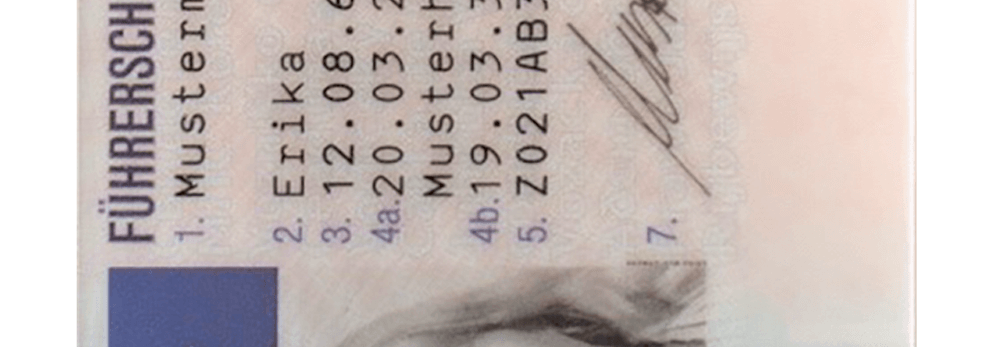 FÜHRERSCH
1. Musterm
2. Erika
3. 12.08.6
4a. 20.03.2
Musterh
4b. 19.03.3
5. Z021AB3
7.